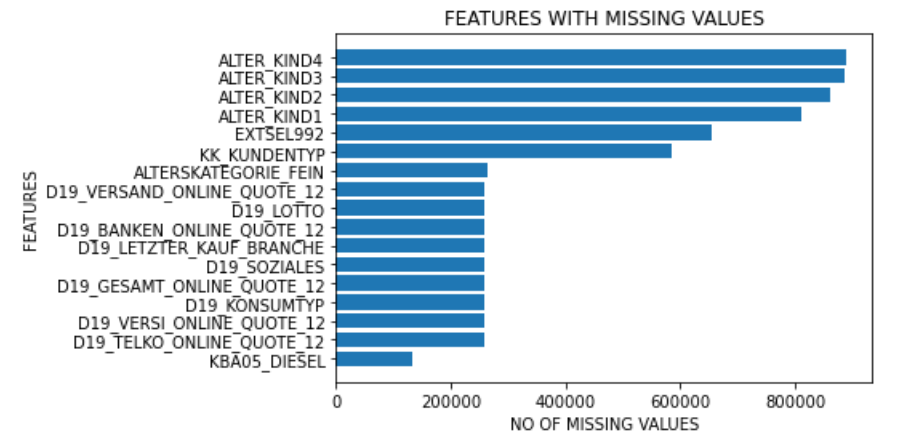 FEATURES WITH MISSING VALUES
ALTER_KIND4
ALTER_KIND3
ALTER_KIND2
ALTER_KIND1
EXTSEL992
KK_KUNDENTYP
ALTERSKATEGORIE_FEIN
D19_VERSAND_ONLINE_QUOTE_12
D19_LOTTO
D19_BANKEN_ONLINE_QUOTE_12
D19_LETZTER_KAUF_BRANCHE
D19_SOZIALES
D19_GESAMT_ONLINE_QUOTE_12
D19_KONSUMTYP
D19_VERSI_ONLINE_QUOTE_12
D19_TELKO_ONLINE_QUOTE_12
KBA05_DIESEL
FEATURES
0 200000 400000 600000 800000
NO OF MISSING VALUES